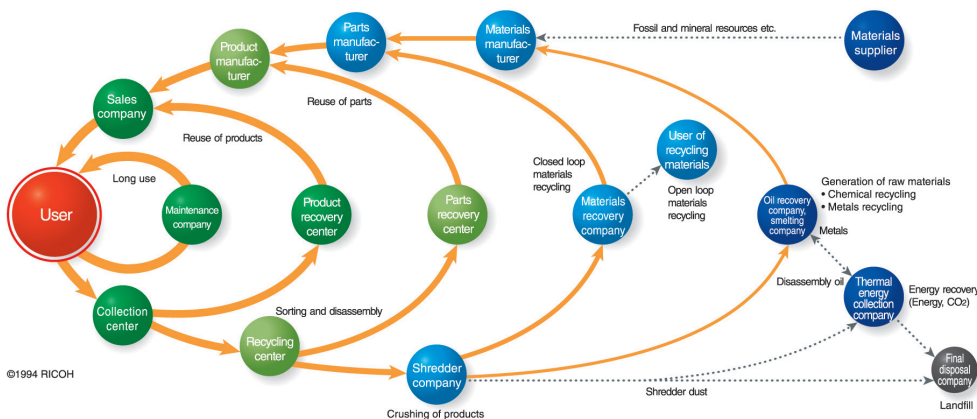 Fossil and mineral resources etc.
Materials
supplier
Materials
manufac-
turer
Parts
manufac-
turer
Product
manufac-
turer
Sales
company
Reuse of parts
Reuse of products
User
Long use
Maintenance
company
Product
recovery
center
Parts
recovery
center
Closed loop
materials
recycling
Materials
recovery
company
User of
recycling
materials
Open loop
materials
recycling
Oil recovery
company,
smelting
company
Generation of raw materials
• Chemical recycling
• Metals recycling
Metals
Disassembly oil
Thermal
energy
collection
company
Energy recovery
(Energy, CO2)
Collection
center
Sorting and disassembly
Recycling
center
Shredder
company
Crushing of products
Shredder dust
Final
disposal
company
Landfill
©1994 RICOH